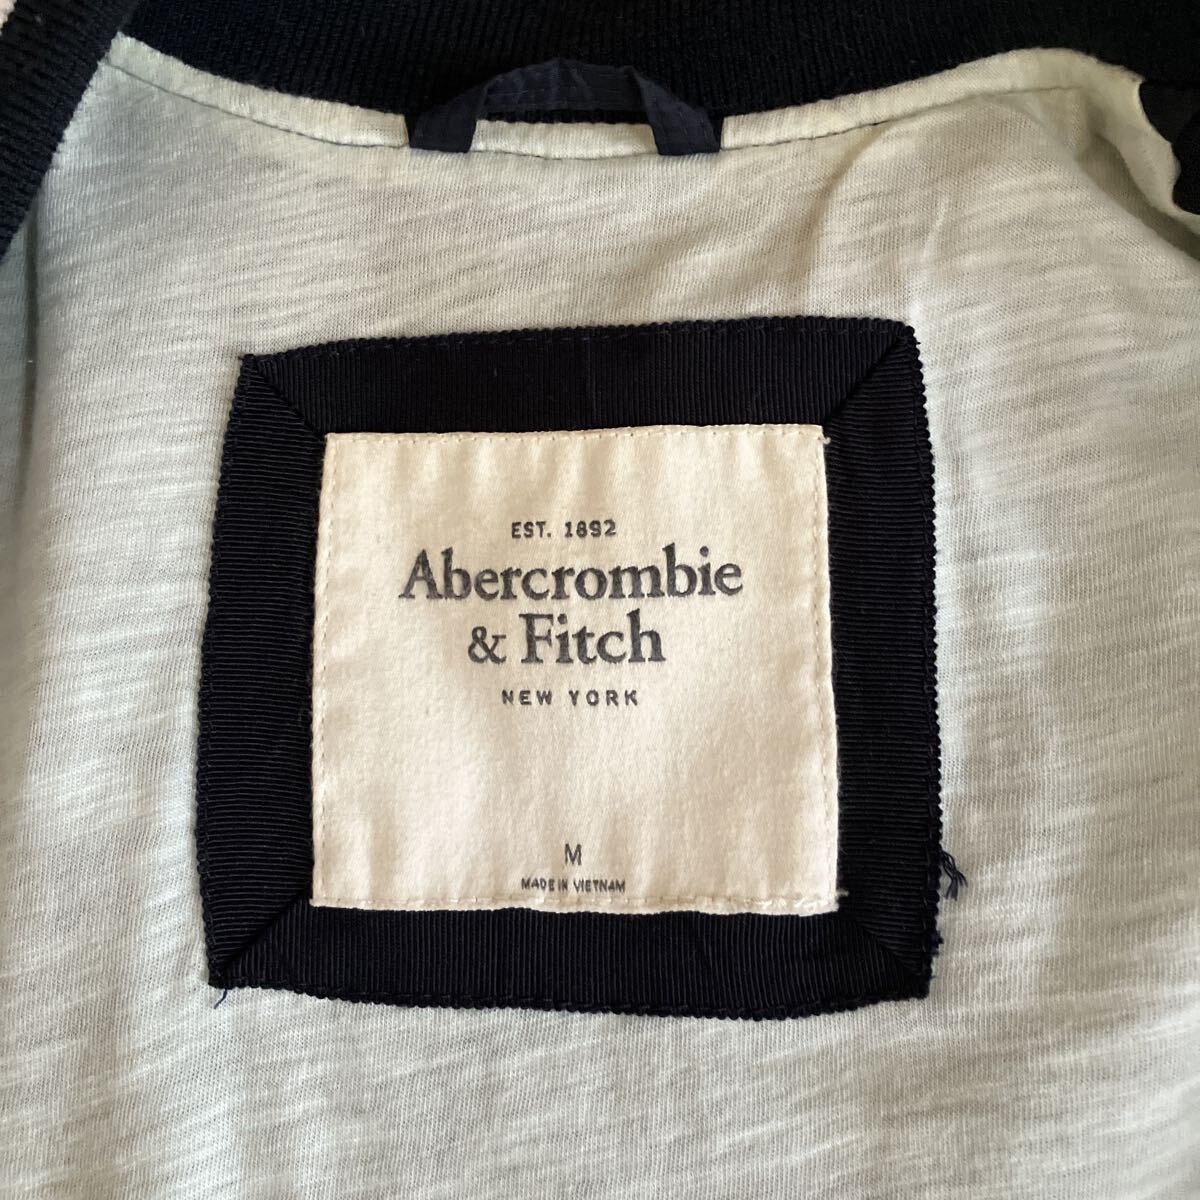 EST. 1892
Abercrombie
& Fitch
NEW YORK
M
MADE IN VIETNAM